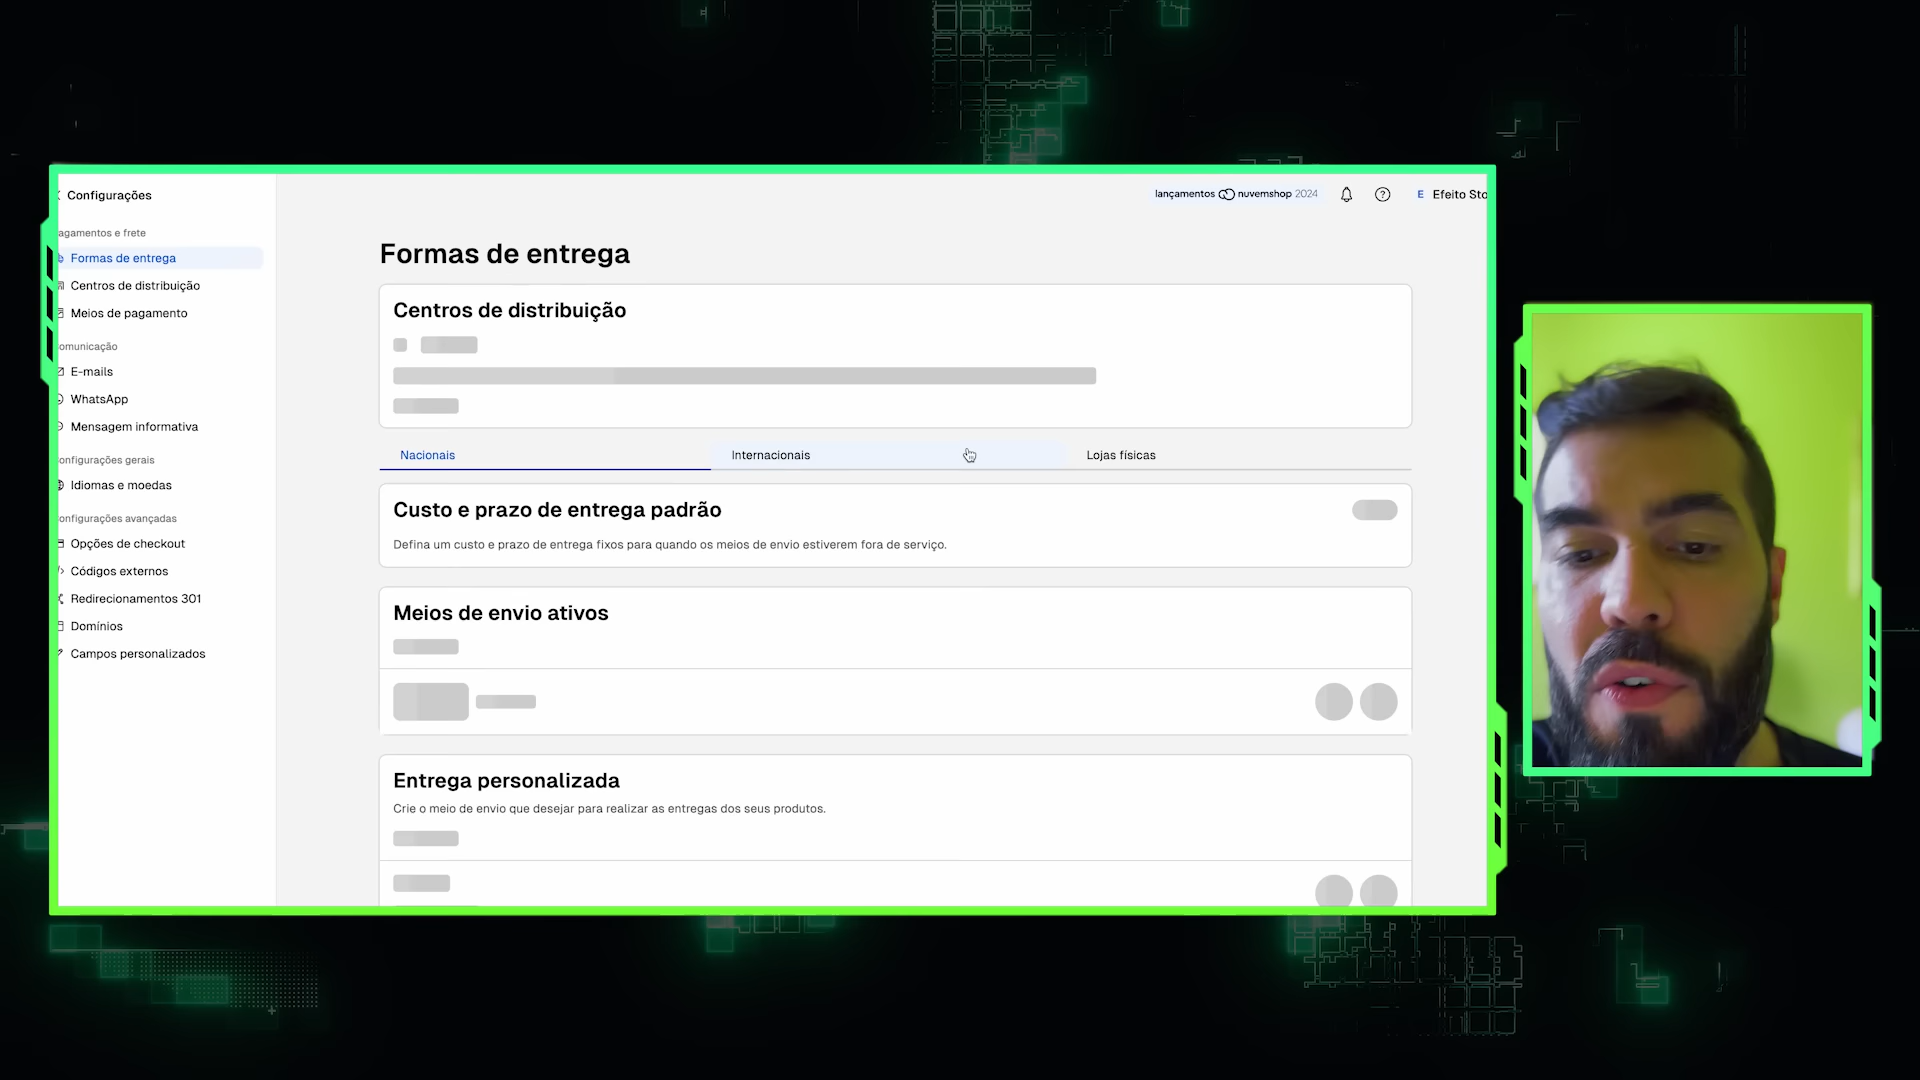 Configurações
lançamentos nuvemshop 2024
E Efeito Sto
agamentos e frete
Formas de entrega
Centros de distribuição
Meios de pagamento
omunicação
E-mails
WhatsApp
Mensagem informativa
onfigurações gerais
Idiomas e moedas
onfigurações avançadas
Opções de checkout
Códigos externos
Redirecionamentos 301
Domínios
Campos personalizados
Formas de entrega
Centros de distribuição
Nacionais
Internacionais
Lojas físicas
Custo e prazo de entrega padrão
Defina um custo e prazo de entrega fixos para quando os meios de envio estiverem fora de serviço.
Meios de envio ativos
Entrega personalizada
Crie o meio de envio que desejar para realizar as entregas dos seus produtos.